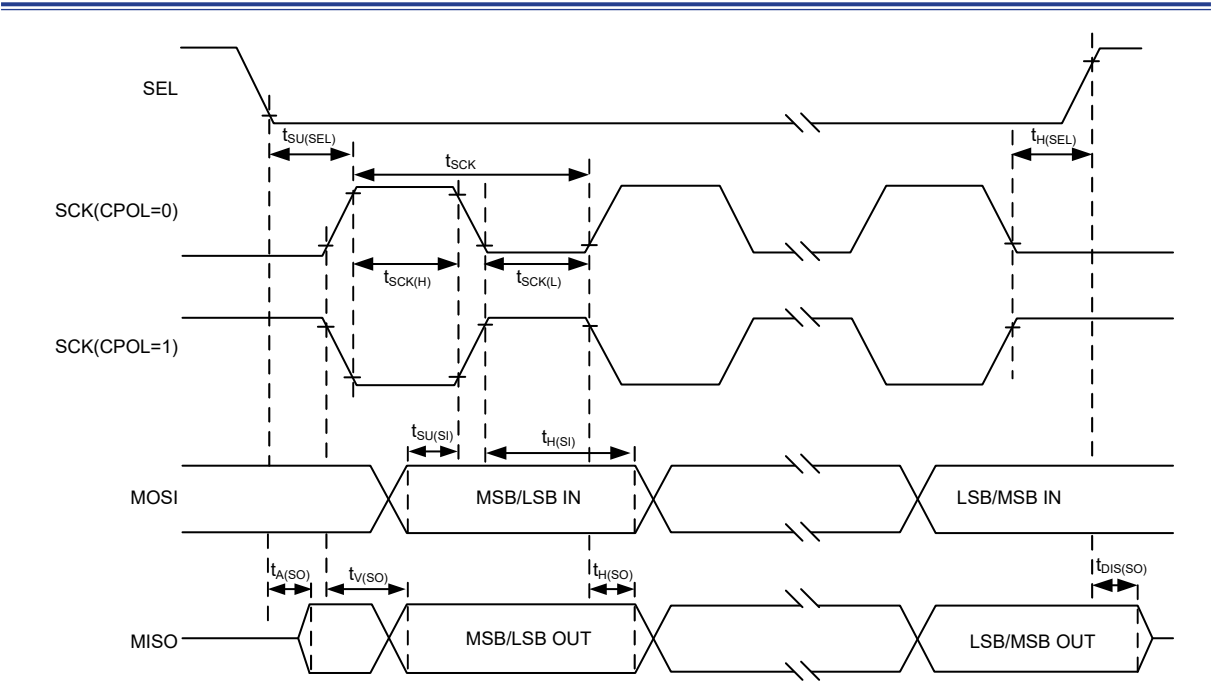 SEL
tSU(SEL)
tH(SEL)
tSCK
SCK(CPOL=0)
tSCK(H)
tSCK(L)
SCK(CPOL=1)
tSU(SI)
tH(SI)
MOSI
MSB/LSB IN
LSB/MSB IN
tA(SO)
tV(SO)
tH(SO)
tDIS(SO)
MISO
MSB/LSB OUT
LSB/MSB OUT